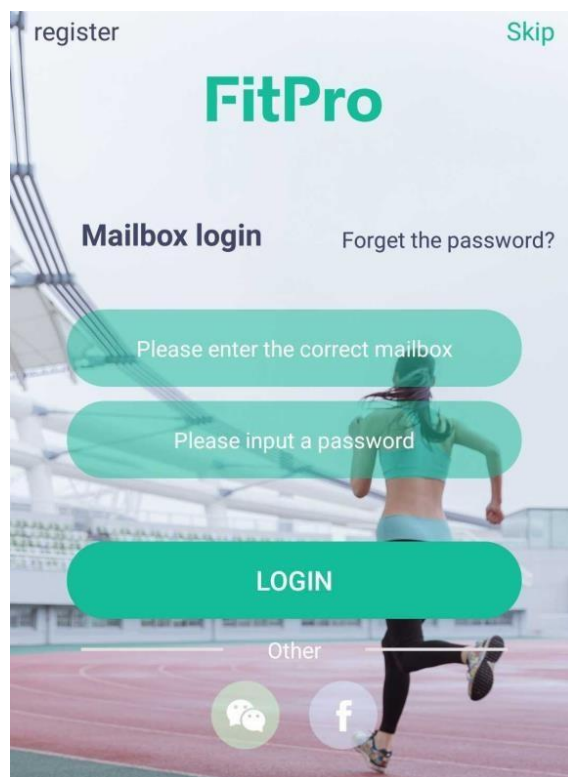 register
Skip
FitPro
Mailbox login
Forget the password?
Please enter the correct mailbox
Please input a password
LOGIN
Other
f